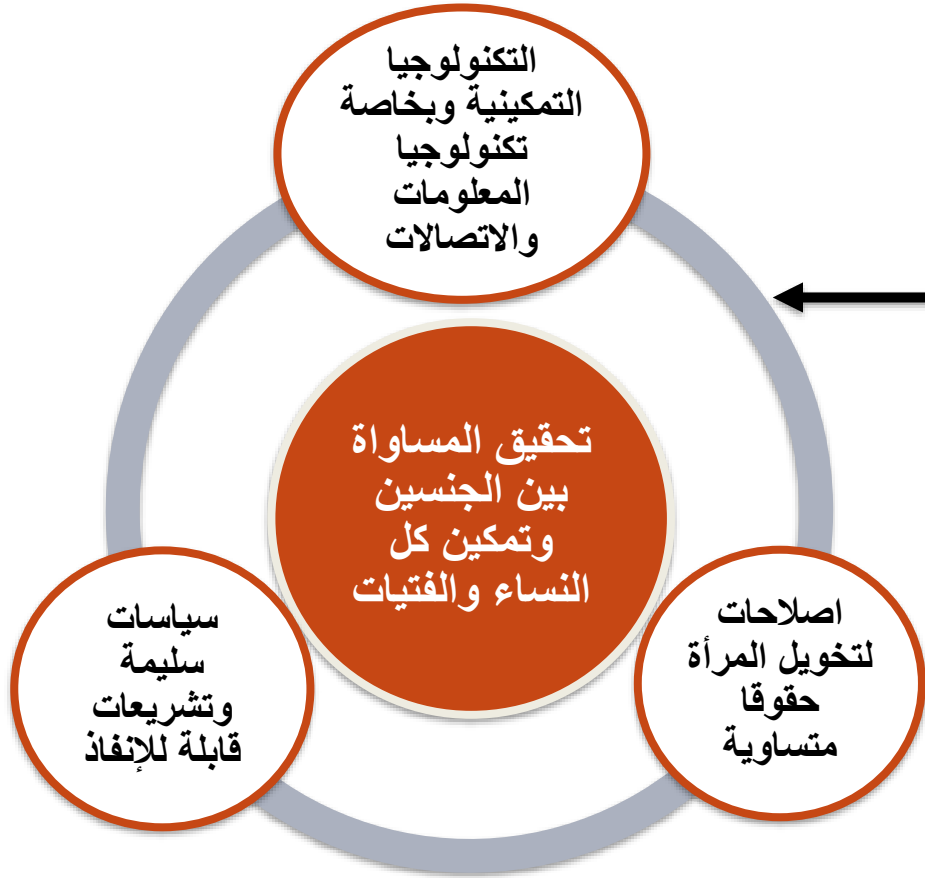 التكنولوجيا
التمكينية وبخاصة
تكنولوجيا
المعلومات
والاتصالات
تحقيق المساواة
بين الجنسين
وتمكين كل
النساء والفتيات
اصلاحات
لتخويل المرأة
حقوقا
متساوية
سياسات
سليمة
وتشريعات
قابلة للإنفاذ